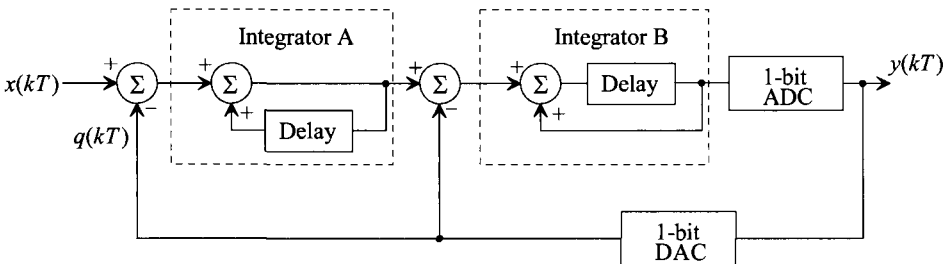 Integrator A
Integrator B
x(kT)
+
Σ
−
+
Σ
+
Delay
+
Σ
−
+
Σ
+
Delay
1-bit
ADC
y(kT)
q(kT)
1-bit
DAC